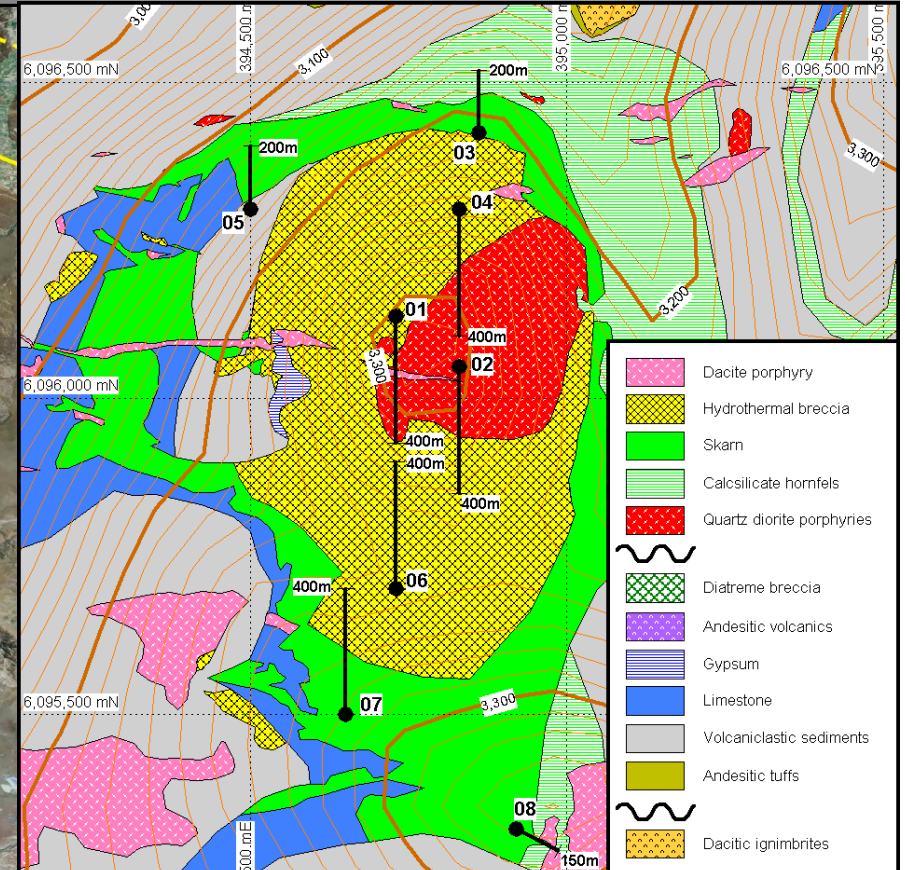 3,00
394,500 m
395,000 m
395,500 m
3,100
6,096,500 mN
200m
6,096,500 mN
03
200m
3,300
04
05
3,200
01
400m
02
3,300
6,096,000 mN
400m
400m
400m
06
400m
07
3,300
6,095,500 mN
08
150m
500 mE
Dacite porphyry
Hydrothermal breccia
Skarn
Calcsilicate hornfels
Quartz diorite porphyries
Diatreme breccia
Andesitic volcanics
Gypsum
Limestone
Volcaniclastic sediments
Andesitic tuffs
Dacitic ignimbrites